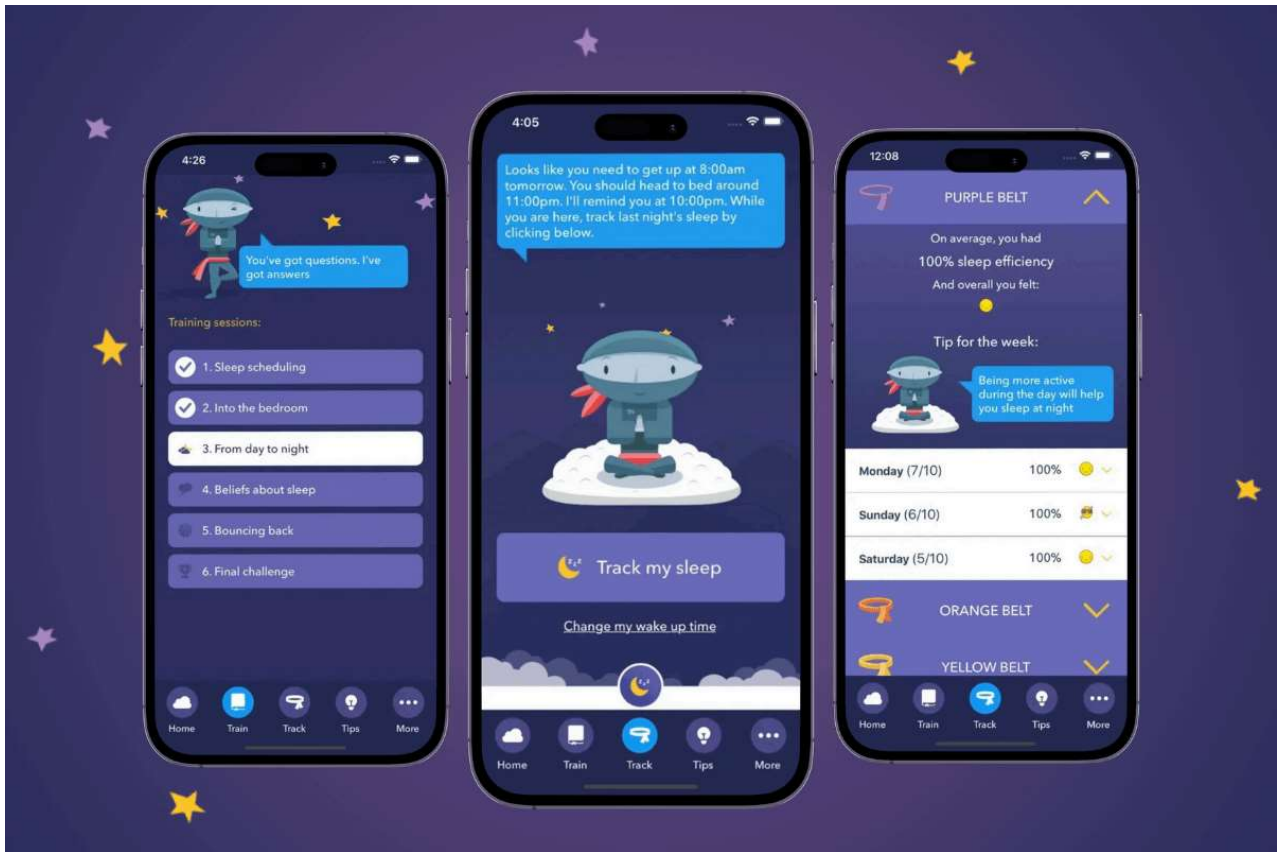 4:26
You've got questions. I've
got answers
Training sessions:
1. Sleep scheduling
2. Into the bedroom
3. From day to night
4. Beliefs about sleep
5. Bouncing back
6. Final challenge
Home Train Track Tips More
4:05
Looks like you need to get up at 8:00am
tomorrow. You should head to bed around
11:00pm. I'll remind you at 10:00pm. While
you are here, track last night's sleep by
clicking below.
Track my sleep
Change my wake up time
Home Train Track Tips More
12:08
PURPLE BELT
On average, you had
100% sleep efficiency
And overall you felt:
Tip for the week:
Being more active
during the day will help
you sleep at night
Monday (7/10) 100%
Sunday (6/10) 100%
Saturday (5/10) 100%
ORANGE BELT
YELLOW BELT
Home Train Track Tips More